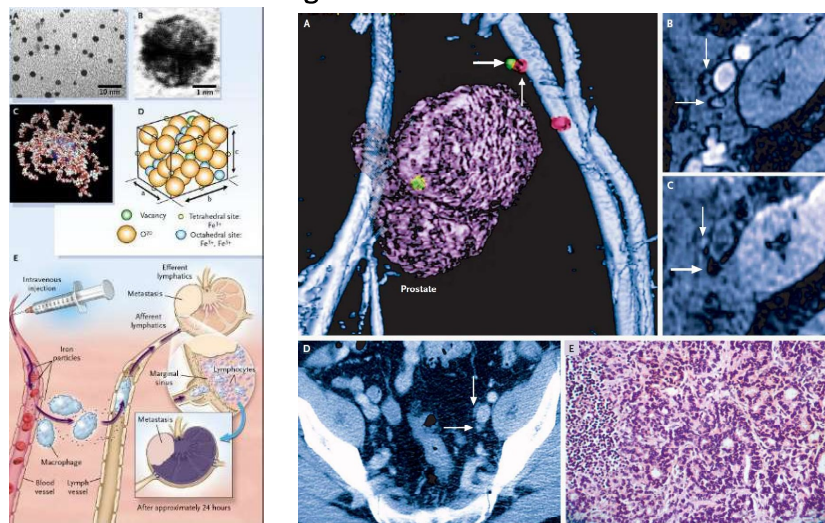 A
B
10 nm
1 nm
C
D
c
a
b
Vacancy
Tetrahedral site:
Fe³⁺
O²⁻
Octahedral site:
Fe²⁺, Fe³⁺
E
Efferent
lymphatics
Intravenous
injection
Metastasis
Afferent
lymphatics
Iron
particles
Marginal
sinus
Lymphocytes
Metastasis
Macrophage
Blood
vessel
Lymph
vessel
After approximately 24 hours
A
Prostate
B
C
D
E